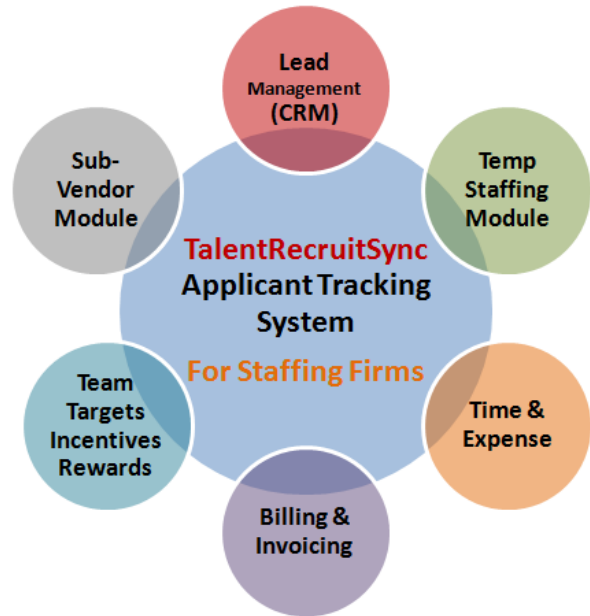 Lead
Management
(CRM)
Sub-
Vendor
Module
Temp
Staffing
Module
TalentRecruitSync
Applicant Tracking
System
For Staffing Firms
Team
Targets
Incentives
Rewards
Time &
Expense
Billing &
Invoicing